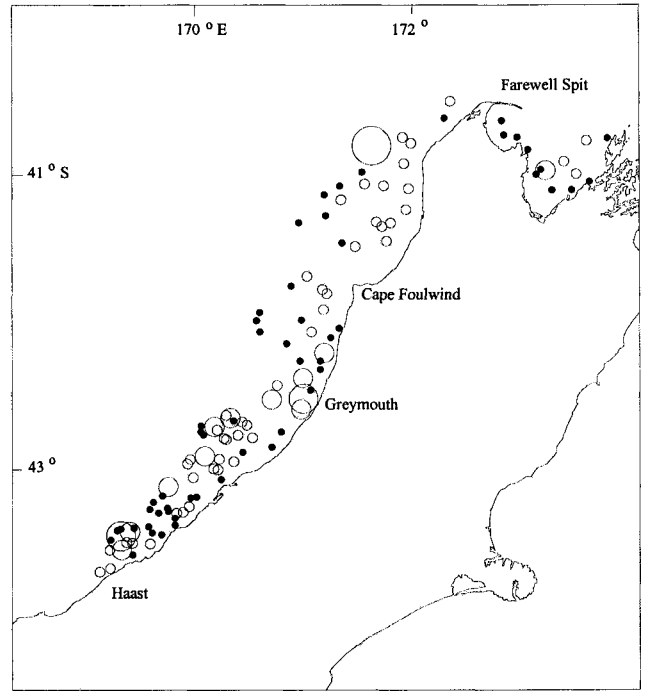 170 ° E
172 °
Farewell Spit
41 ° S
Cape Foulwind
Greymouth
43 °
Haast